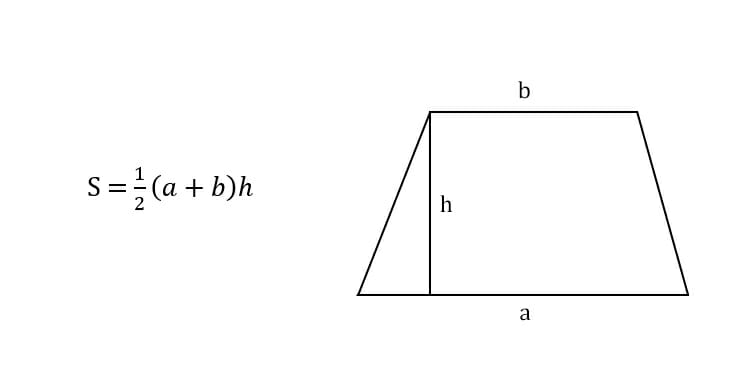 S = 1/2 (a + b)h
b
h
a